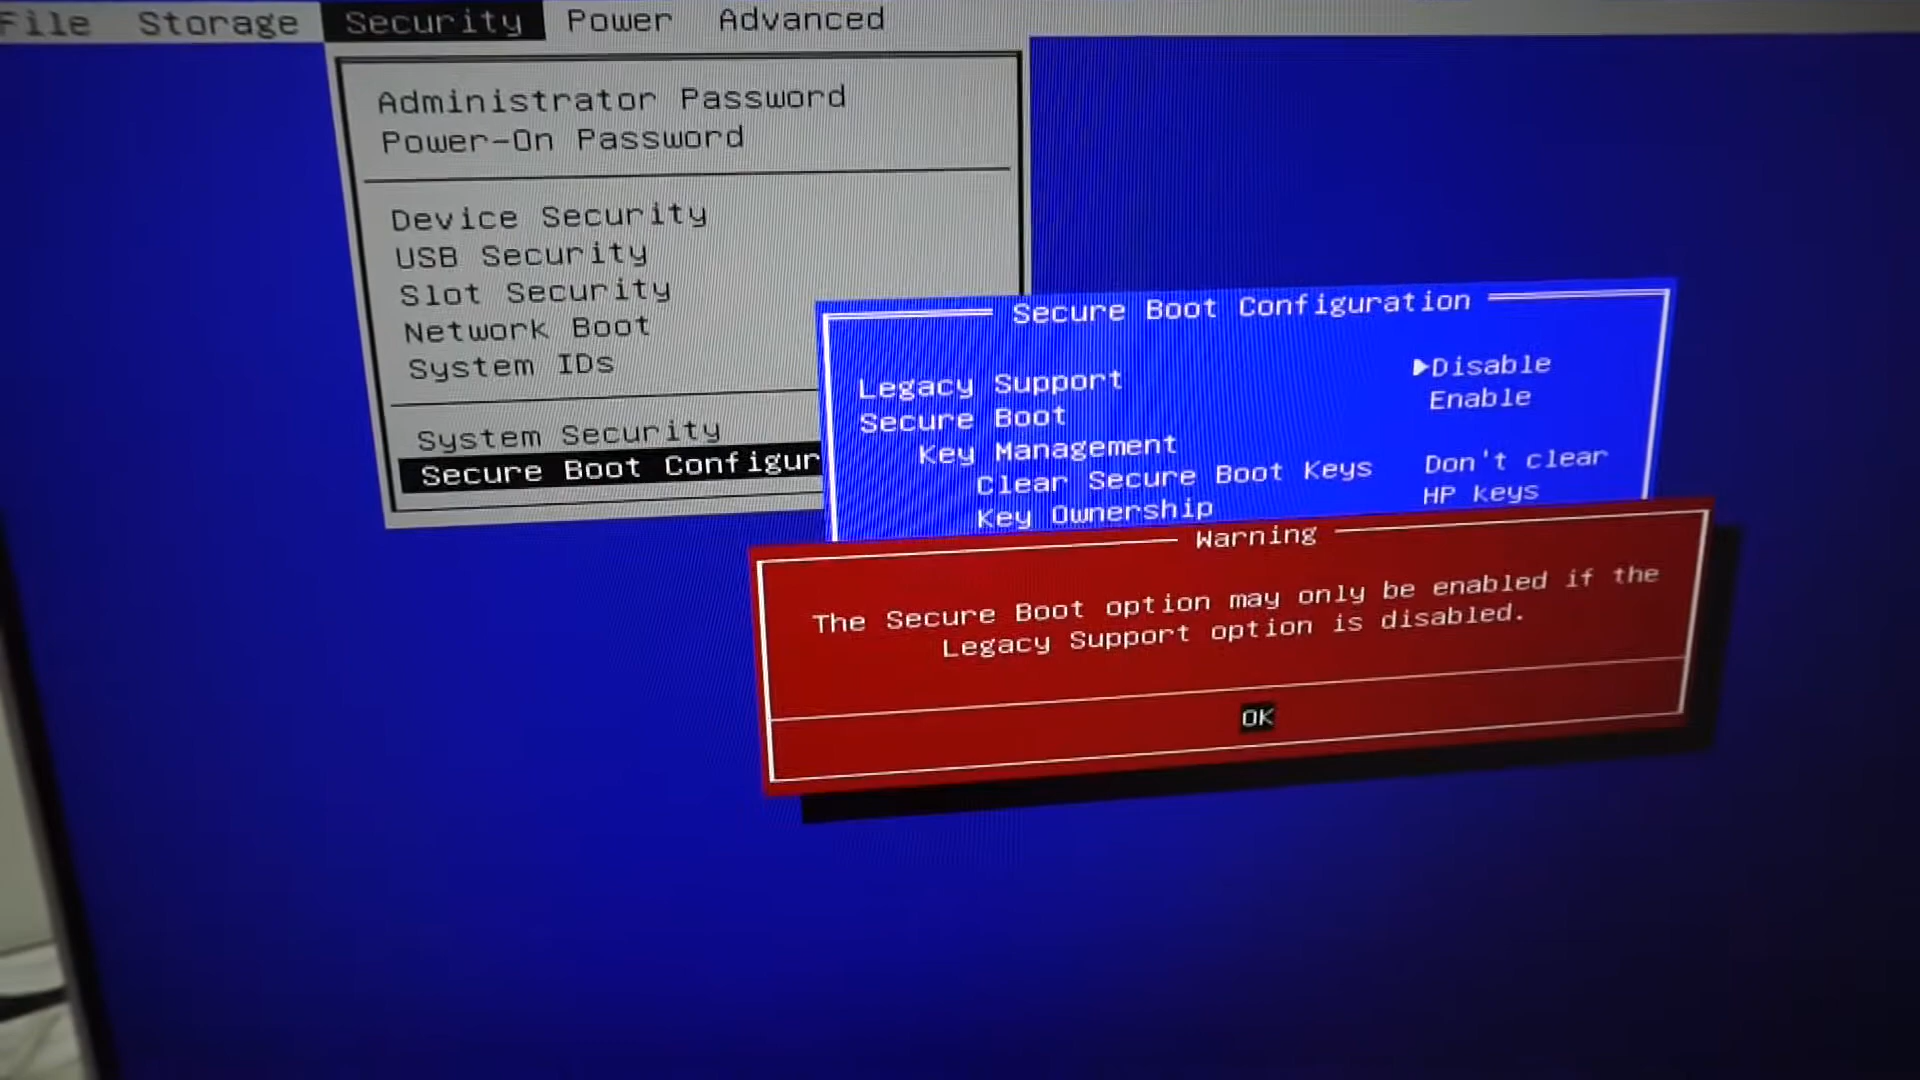 File Storage Security Power Advanced
Administrator Password
Power-On Password
Device Security
USB Security
Slot Security
Network Boot
System IDs
System Security
Secure Boot Configur
Secure Boot Configuration
Legacy Support ▶Disable
Secure Boot Enable
Key Management
Clear Secure Boot Keys Don't clear
Key Ownership HP keys
Warning
The Secure Boot option may only be enabled if the
Legacy Support option is disabled.
OK